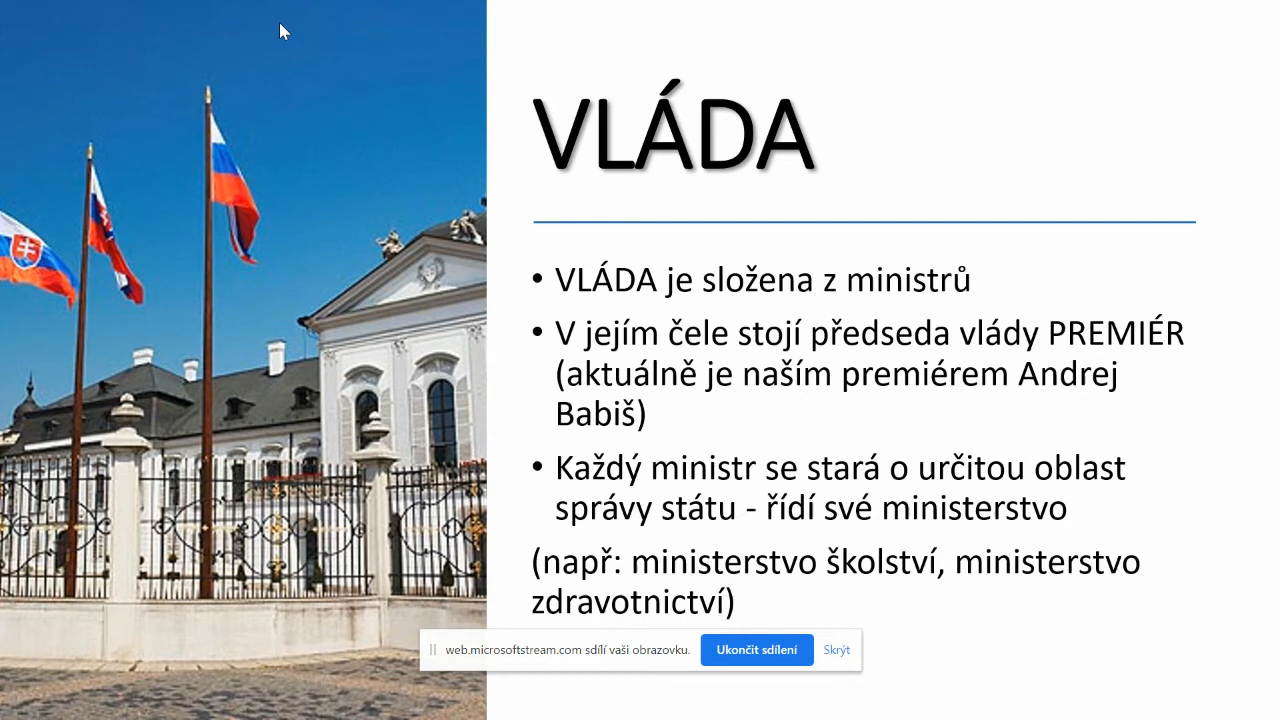 VLÁDA
• VLÁDA je složena z ministrů
• V jejím čele stojí předseda vlády PREMIÉR
(aktuálně je naším premiérem Andrej
Babiš)
• Každý ministr se stará o určitou oblast
správy státu - řídí své ministerstvo
(např: ministerstvo školství, ministerstvo
zdravotnictví)
web.microsoftstream.com sdílí vaši obrazovku. Ukončit sdílení Skrýt